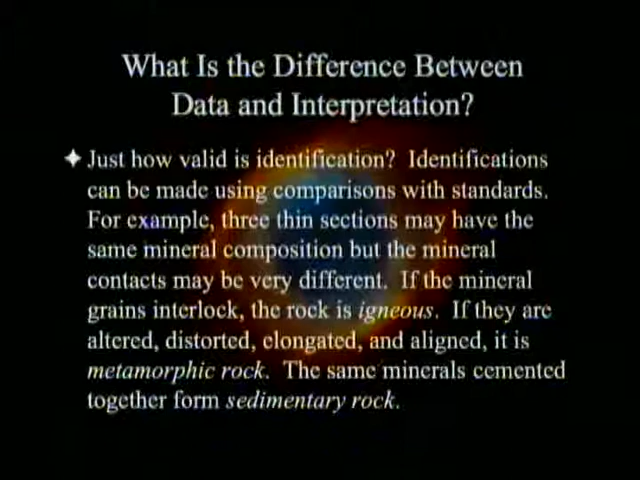 What Is the Difference Between
Data and Interpretation?
Just how valid is identification? Identifications
can be made using comparisons with standards.
For example, three thin sections may have the
same mineral composition but the mineral
contacts may be very different. If the mineral
grains interlock, the rock is igneous. If they are
altered, distorted, elongated, and aligned, it is
metamorphic rock. The same minerals cemented
together form sedimentary rock.